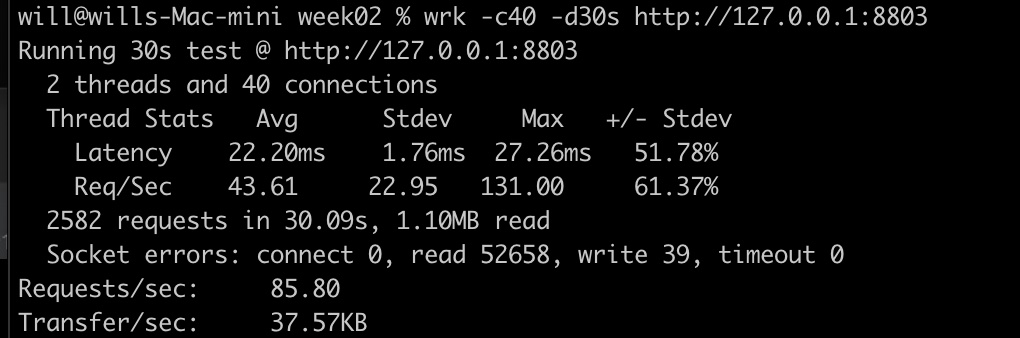 will@wills-Mac-mini week02 % wrk -c40 -d30s http://127.0.0.1:8803
Running 30s test @ http://127.0.0.1:8803
  2 threads and 40 connections
  Thread Stats   Avg      Stdev     Max   +/- Stdev
    Latency    22.20ms    1.76ms  27.26ms   51.78%
    Req/Sec    43.61     22.95   131.00     61.37%
  2582 requests in 30.09s, 1.10MB read
  Socket errors: connect 0, read 52658, write 39, timeout 0
Requests/sec:     85.80
Transfer/sec:     37.57KB